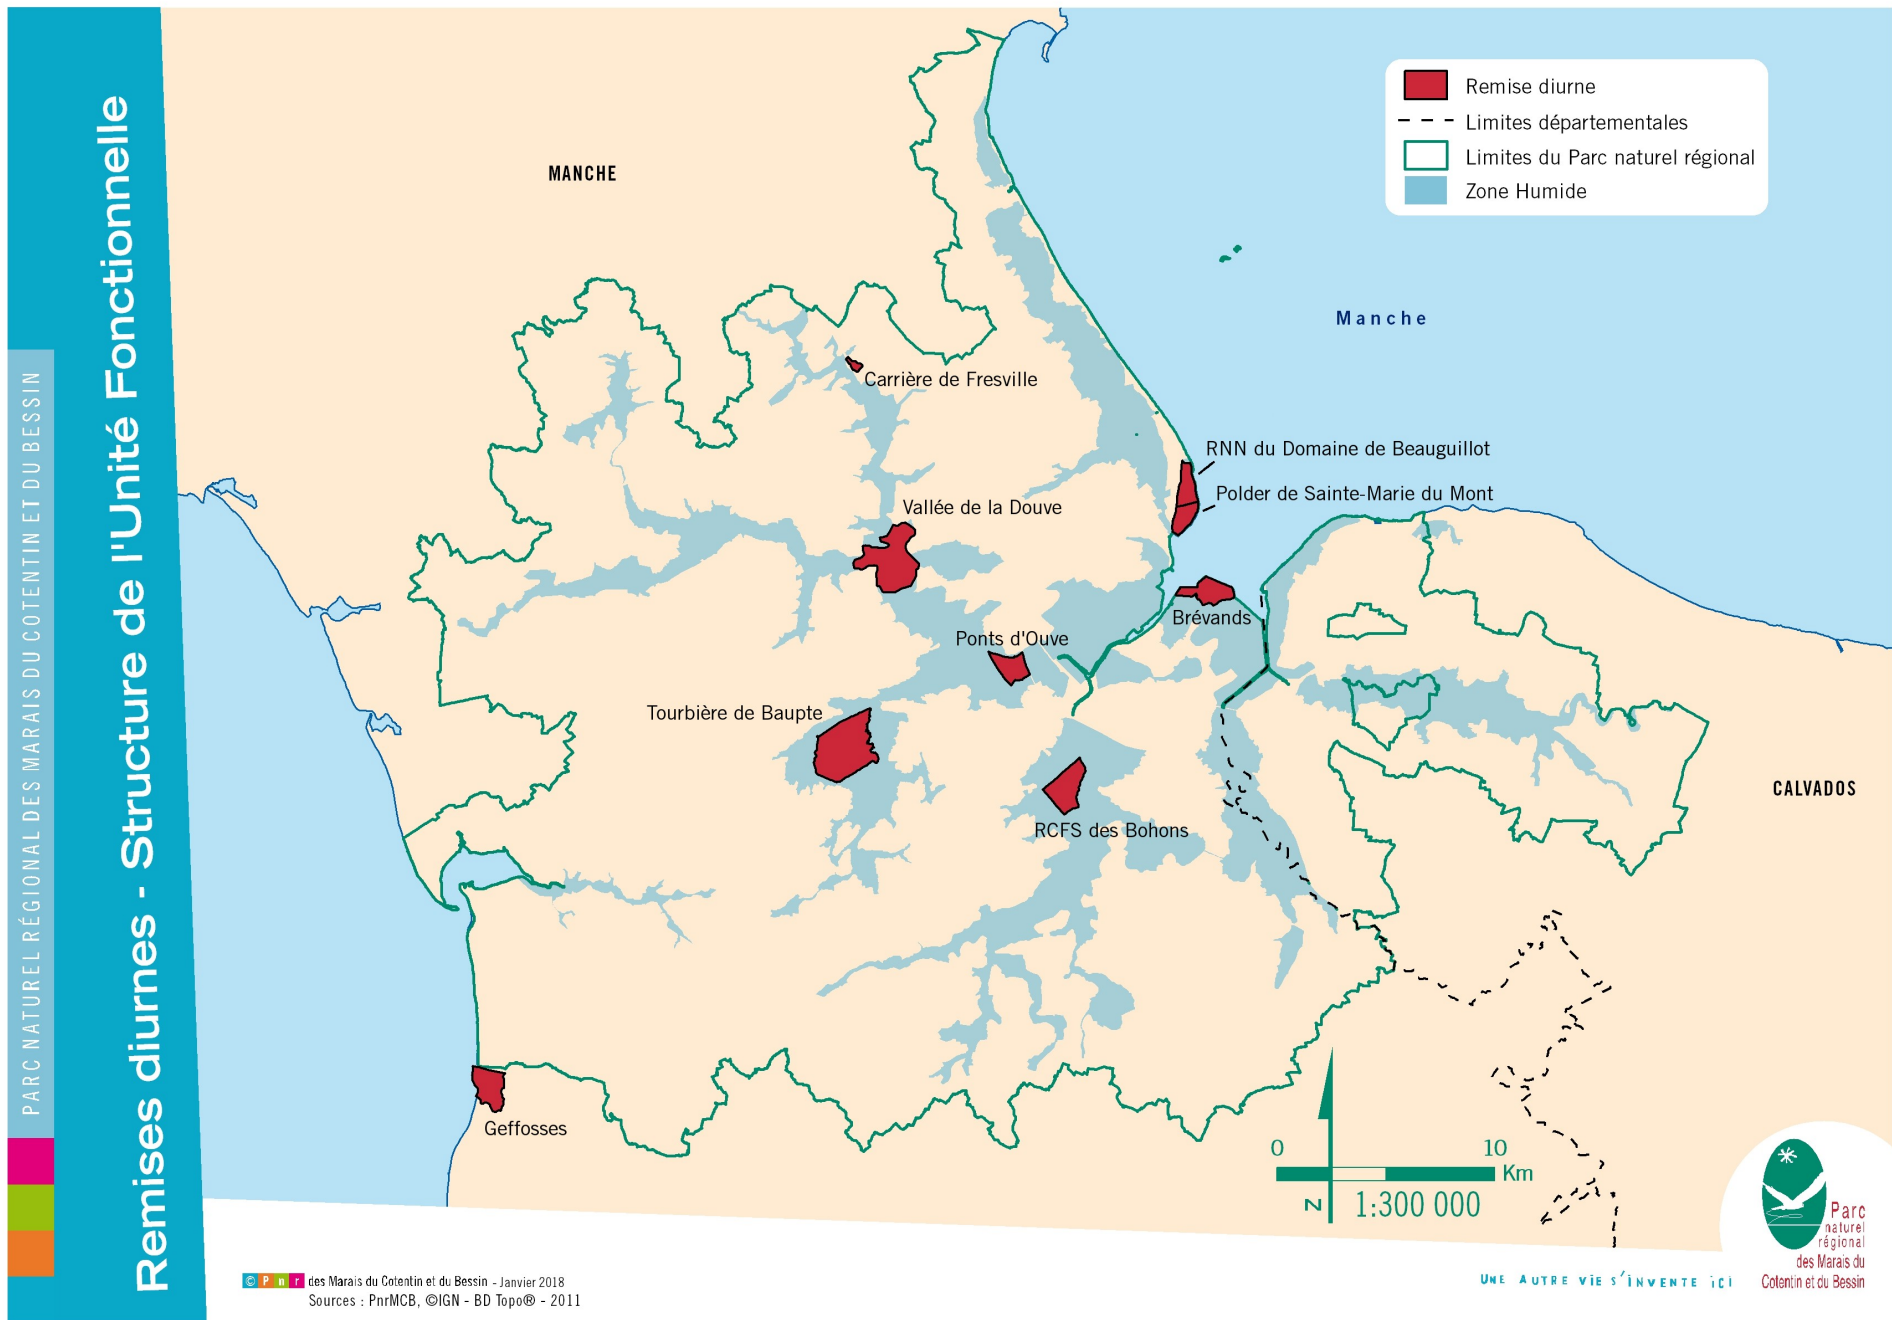 Remises diurnes - Structure de l'Unité Fonctionnelle
PARC NATUREL RÉGIONAL DES MARAIS DU COTENTIN ET DU BESSIN
Remise diurne
Limites départementales
Limites du Parc naturel régional
Zone Humide
MANCHE
Manche
Carrière de Fresville
RNN du Domaine de Beauguillot
Polder de Sainte-Marie du Mont
Vallée de la Douve
Brévands
Ponts d'Ouve
Tourbière de Baupte
CALVADOS
RCFS des Bohons
Geffosses
0 10
Km
N
1:300 000
Parc
naturel
régional
des Marais du
Cotentin et du Bessin
UNE AUTRE VIE S'INVENTE ICI
© P n r des Marais du Cotentin et du Bessin - Janvier 2018
Sources : PnrMCB, ©IGN - BD Topo® - 2011